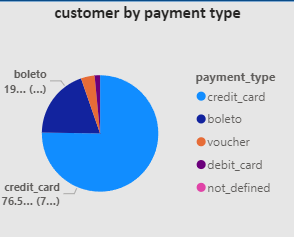 customer by payment type
boleto
19... (...)
credit_card
76.5... (7...)
payment_type
credit_card
boleto
voucher
debit_card
not_defined